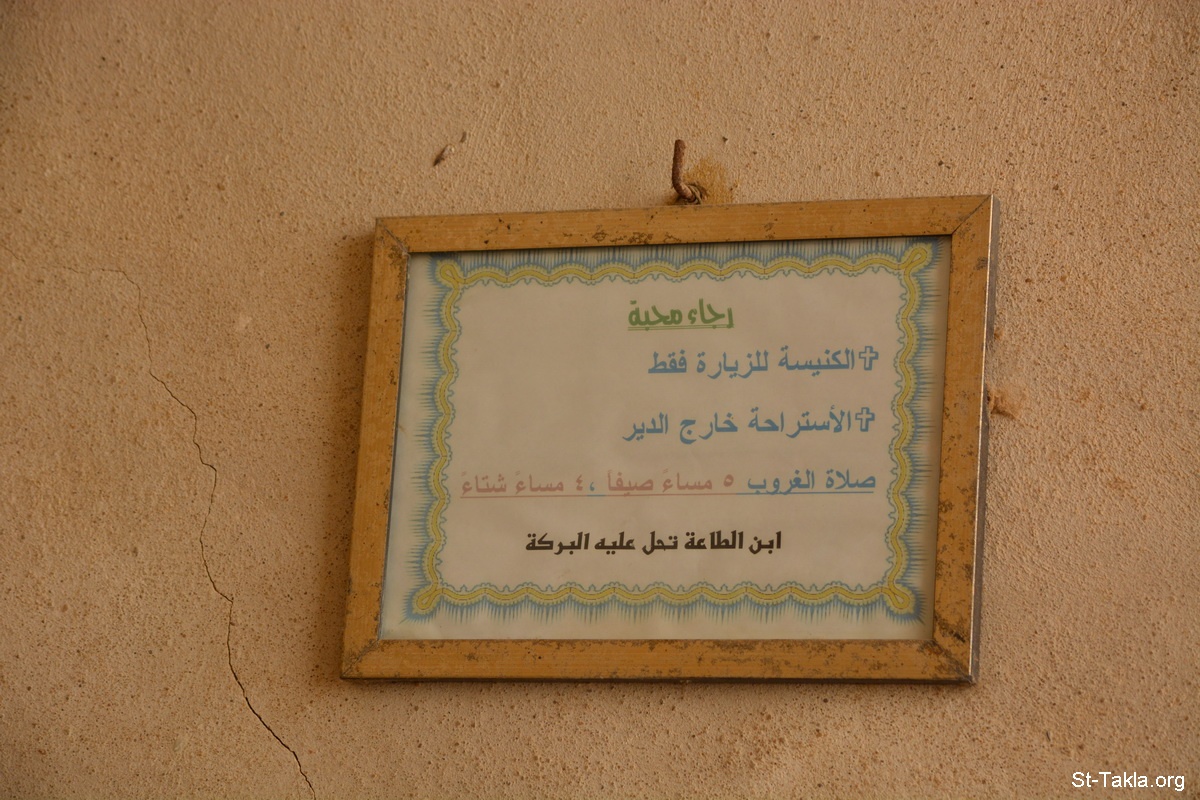 رجاء محبة
✞الكنيسة للزيارة فقط
✞الأستراحة خارج الدير
صلاة الغروب ٥ مساءً صيفاً ،٤ مساءً شتاءً
ابن الطاعة تحل عليه البركة
St-Takla.org